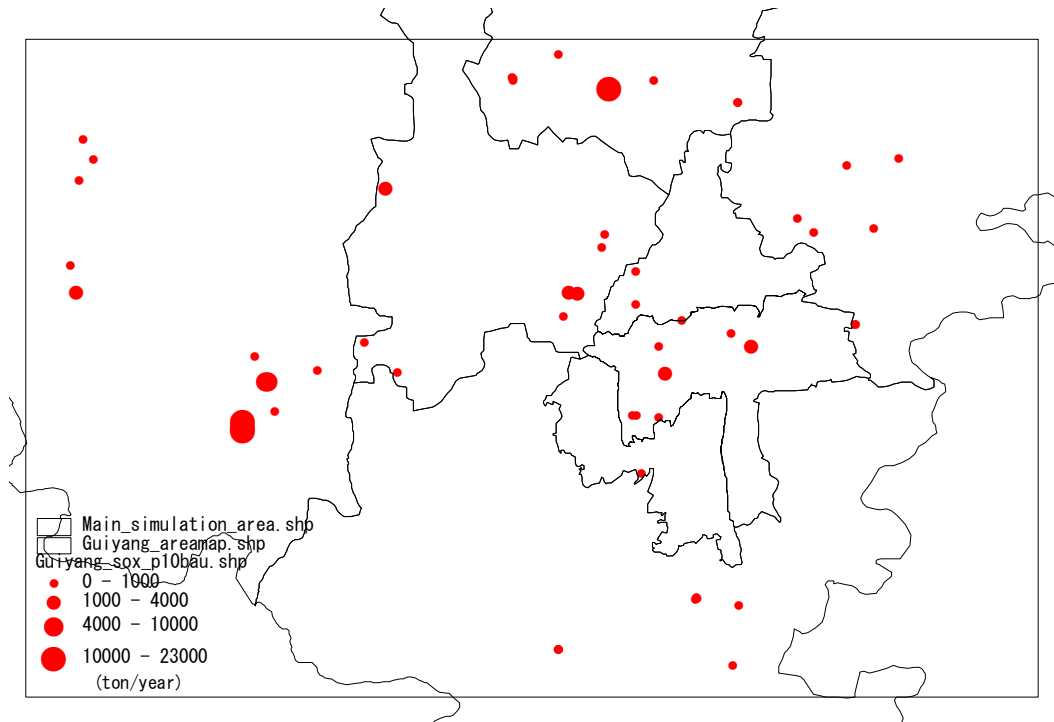 Main_simulation_area.shp
Guiyang_areamap.shp
Guiyang_sox_p10bau.shp
0 - 1000
1000 - 4000
4000 - 10000
10000 - 23000
(ton/year)